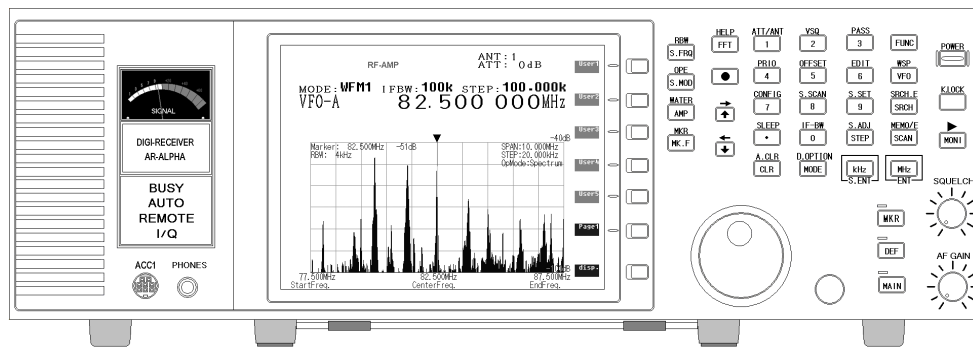 SIGNAL
DIGI-RECEIVER
AR-ALPHA
BUSY
AUTO
REMOTE
I/Q
ACC1 PHONES
RF-AMP
ANT: 1
ATT: 0dB
MODE: WFM1 IFBW: 100k STEP: 100.000k
VFO-A 82.500 000MHz
-40dB
Marker: 82.500MHz -51dB
RBW: 4kHz
SPAN:10.000MHz
STEP:20.000kHz
OpMode:Spectrum
77.500MHz 82.500MHz 87.500MHz
StartFreq. CenterFreq. EndFreq.
User1
User2
User3
User4
User5
Page1
disp.
RBW
S.FRQ
OPE
S.MOD
WATER
AMP
MKR
MK.F
HELP
FFT
ATT/ANT VSQ PASS
1 2 3 FUNC
PRIO OFFSET EDIT WSP
4 5 6 VFO
CONFIG S.SCAN S.SET SRCH.E
7 8 9 SRCH
SLEEP IF-BW S.ADJ MEMO/E
. 0 STEP SCAN
A.CLR D.OPTION
CLR MODE kHz MHz
S.ENT ENT
POWER
K.LOCK
MONI
SQUELCH
AF GAIN
MKR
DEF
MAIN